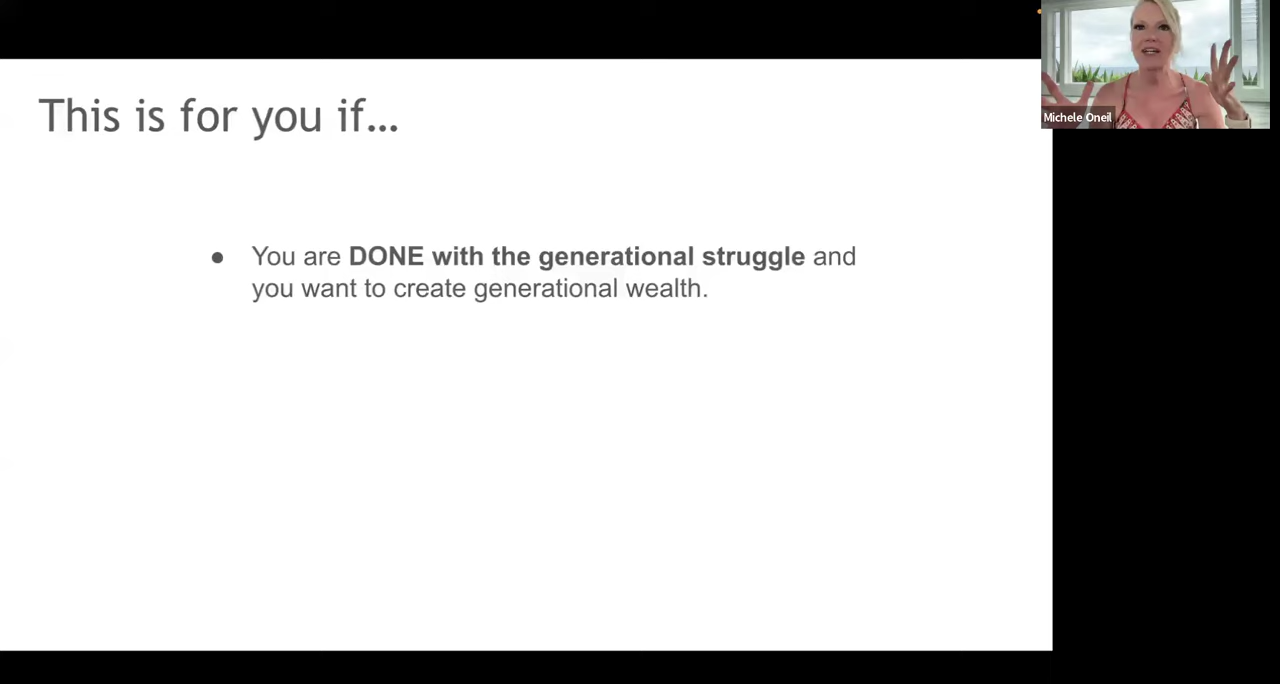 This is for you if...
Michele Oneil
● You are DONE with the generational struggle and
you want to create generational wealth.